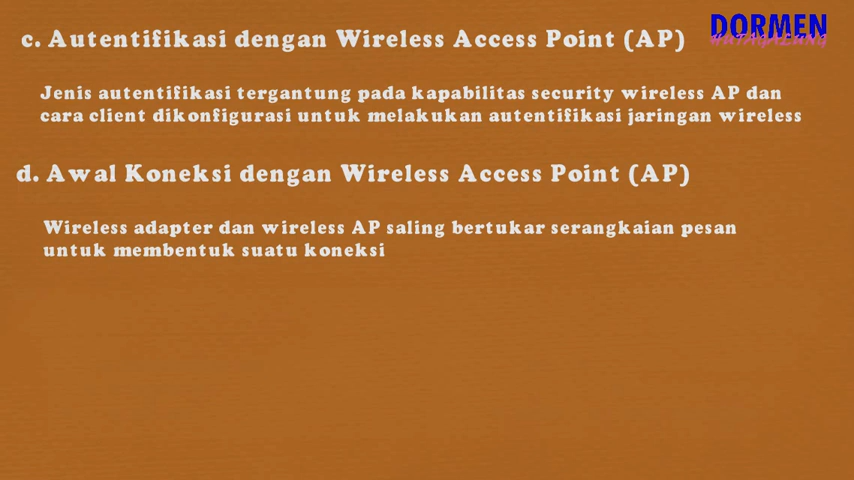 c. Autentifikasi dengan Wireless Access Point (AP)
DORMEN
HUTAGALUNG
Jenis autentifikasi tergantung pada kapabilitas security wireless AP dan
cara client dikonfigurasi untuk melakukan autentifikasi jaringan wireless
d. Awal Koneksi dengan Wireless Access Point (AP)
Wireless adapter dan wireless AP saling bertukar serangkaian pesan
untuk membentuk suatu koneksi